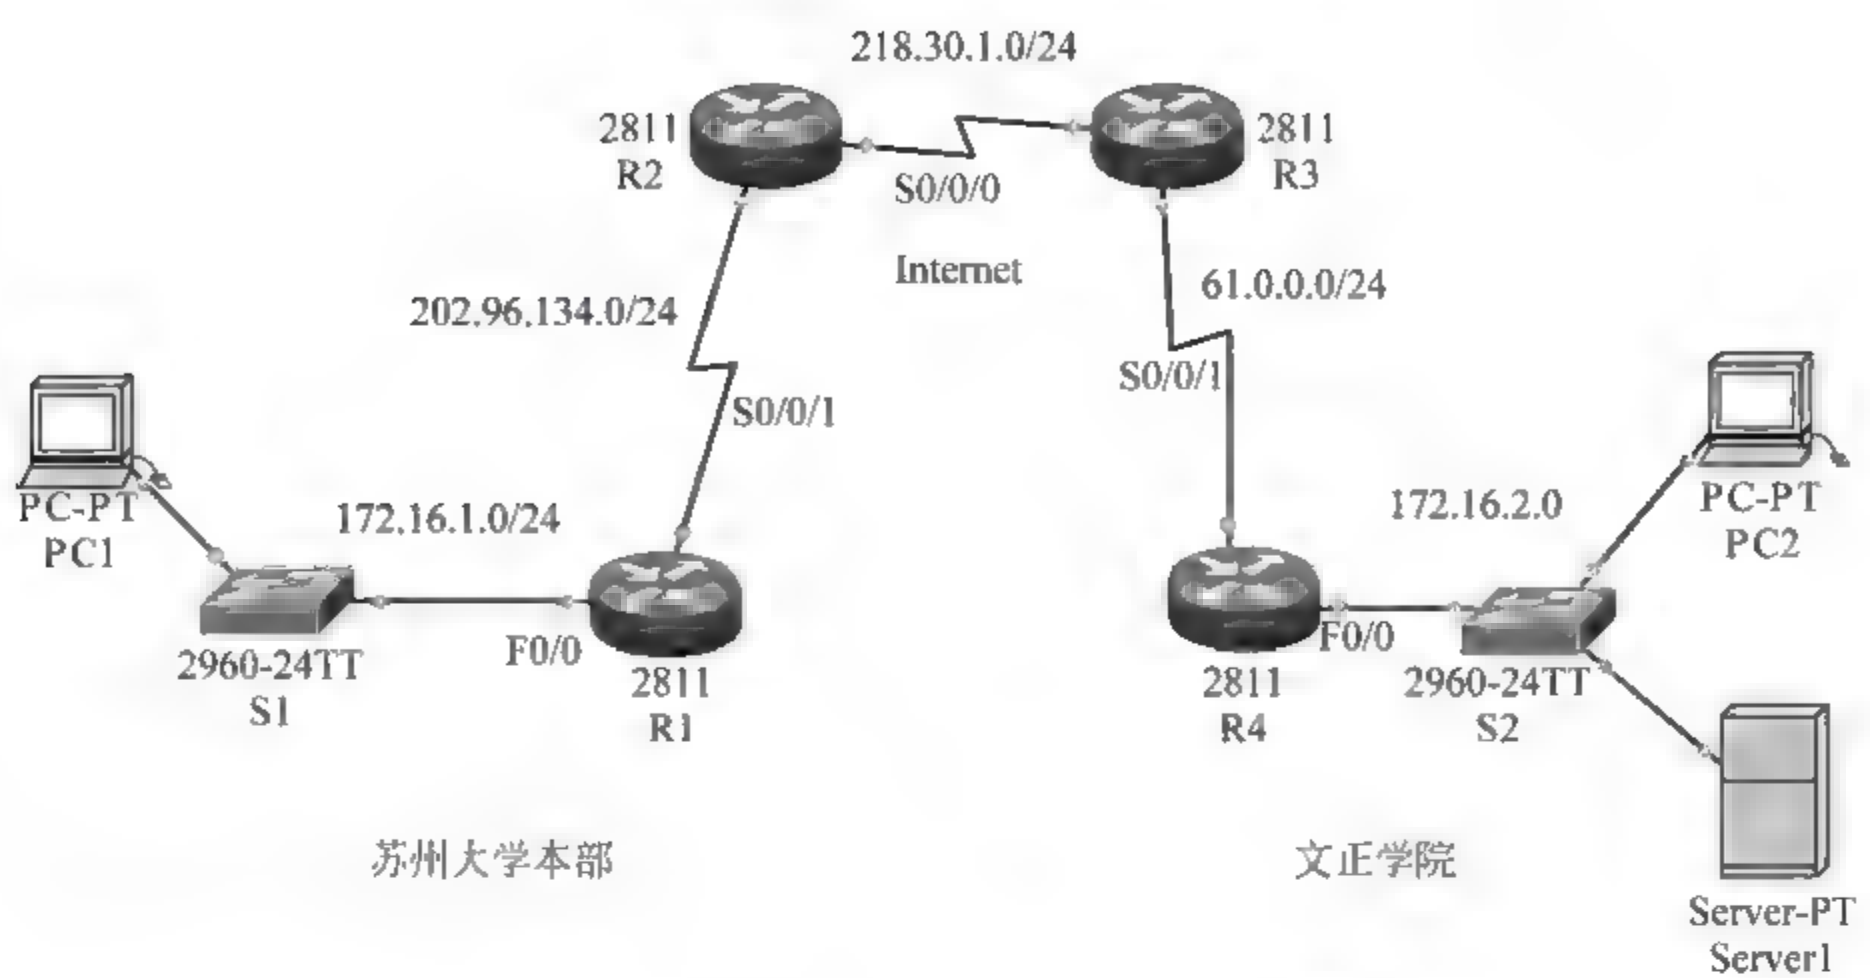 218.30.1.0/24
2811
R2
2811
R3
S0/0/0
Internet
202.96.134.0/24
61.0.0.0/24
S0/0/1
S0/0/1
PC-PT
PC1
172.16.1.0/24
172.16.2.0
PC-PT
PC2
F0/0
F0/0
2960-24TT
S1
2811
R1
2811
R4
2960-24TT
S2
苏州大学本部
文正学院
Server-PT
Server1